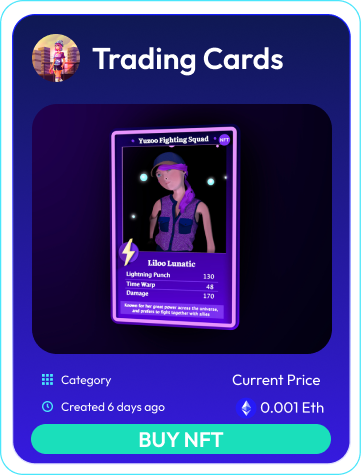 Trading Cards
Yuzoo Fighting Squad
NFT
Liloo Lunatic
Lightning Punch 130
Time Warp 48
Damage 170
Known for her great power across the universe,
and prefers to fight together with allies
Category
Current Price
Created 6 days ago
0.001 Eth
BUY NFT